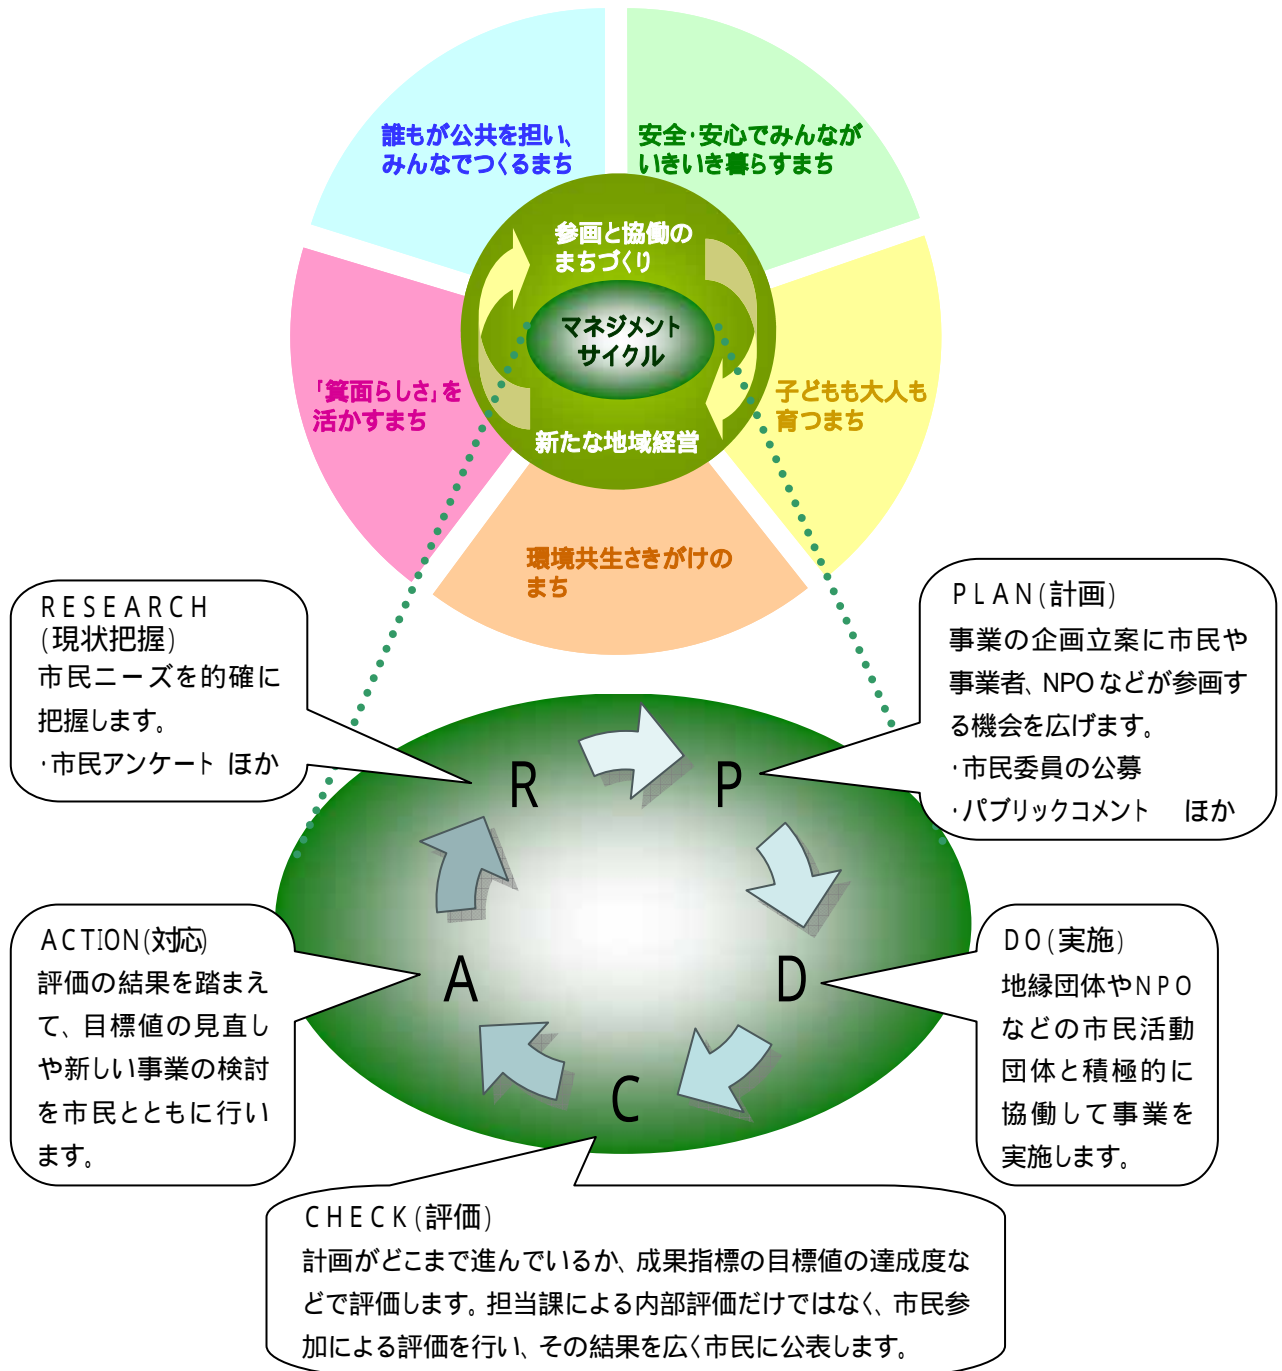 誰もが公共を担い、
みんなでつくるまち
安全・安心でみんなが
いきいき暮らすまち
参画と協働の
まちづくり
マネジメント
サイクル
新たな地域経営
「箕面らしさ」を
活かすまち
子どもも大人も
育つまち
環境共生さきがけの
まち
RESEARCH
(現状把握)
市民ニーズを的確に
把握します。
・市民アンケート ほか
PLAN(計画)
事業の企画立案に市民や
事業者、NPOなどが参画す
る機会を広げます。
・市民委員の公募
・パブリックコメント ほか
R
P
A
D
C
ACTION(対応)
評価の結果を踏まえ
て、目標値の見直し
や新しい事業の検討
を市民とともに行い
ます。
DO(実施)
地縁団体やNPO
などの市民活動
団体と積極的に
協働して事業を
実施します。
CHECK(評価)
計画がどこまで進んでいるか、成果指標の目標値の達成度な
どで評価します。担当課による内部評価だけではなく、市民参
加による評価を行い、その結果を広く市民に公表します。